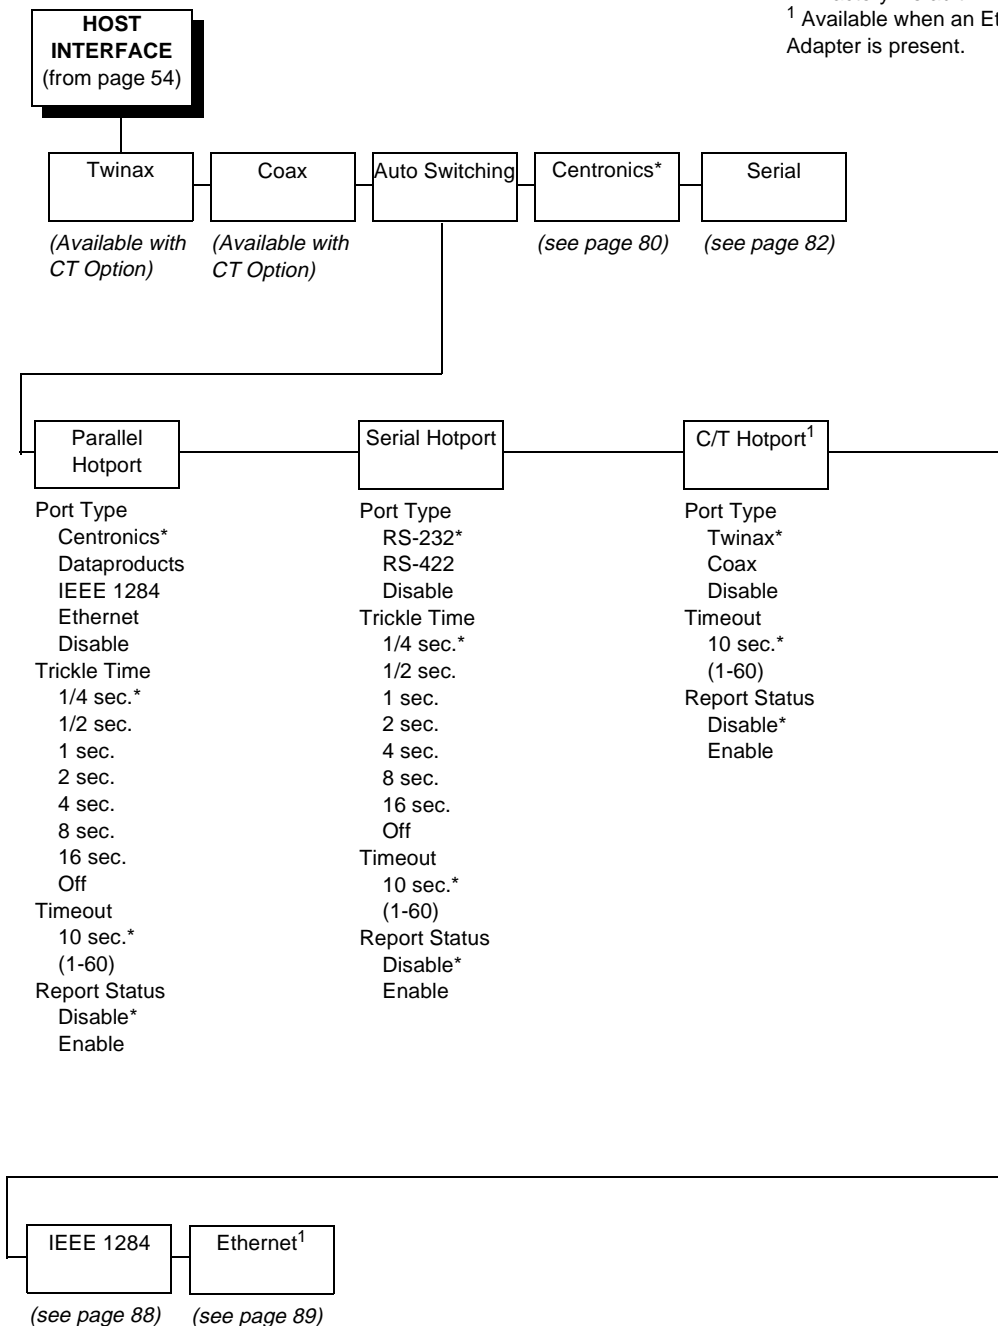 HOST
INTERFACE
(from page 54)
1 Available when an
Adapter is present.
Twinax
Coax
Auto Switching
Centronics*
Serial
(Available with
CT Option)
(Available with
CT Option)
(see page 80)
(see page 82)
Parallel
Hotport
Port Type
Centronics*
Dataproducts
IEEE 1284
Ethernet
Disable
Trickle Time
1/4 sec.*
1/2 sec.
1 sec.
2 sec.
4 sec.
8 sec.
16 sec.
Off
Timeout
10 sec.*
(1-60)
Report Status
Disable*
Enable
Serial Hotport
Port Type
RS-232*
RS-422
Disable
Trickle Time
1/4 sec.*
1/2 sec.
1 sec.
2 sec.
4 sec.
8 sec.
16 sec.
Off
Timeout
10 sec.*
(1-60)
Report Status
Disable*
Enable
C/T Hotport1
Port Type
Twinax*
Coax
Disable
Timeout
10 sec.*
(1-60)
Report Status
Disable*
Enable
IEEE 1284
Ethernet1
(see page 88)
(see page 89)